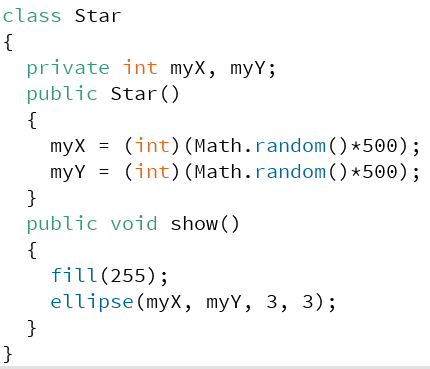 class Star
{
  private int myX, myY;
  public Star()
  {
    myX = (int)(Math.random()*500);
    myY = (int)(Math.random()*500);
  }
  public void show()
  {
    fill(255);
    ellipse(myX, myY, 3, 3);
  }
}